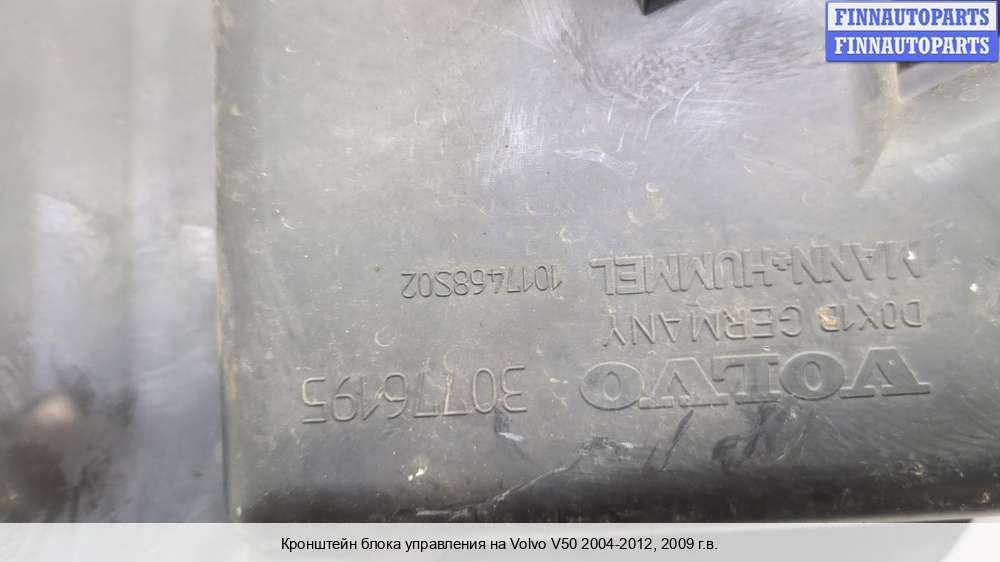 FINNAUTOPARTS
FINNAUTOPARTS
VOLVO 30776195
D0X1B GERMANY
MANN+HUMMEL 1017468S02
Кронштейн блока управления на Volvo V50 2004-2012, 2009 г.в.